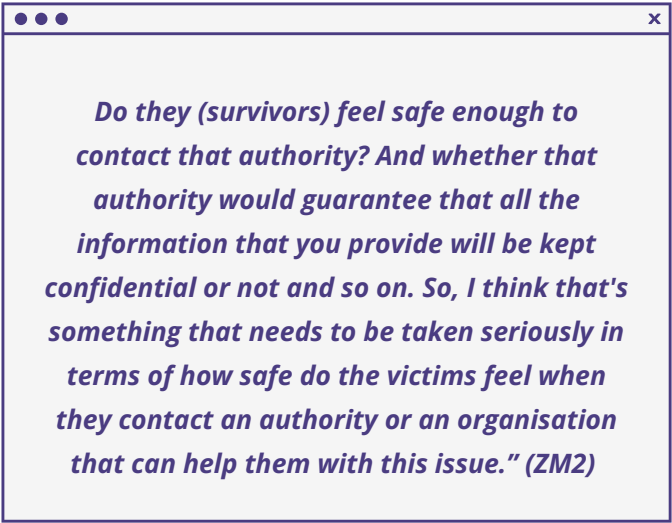 Do they (survivors) feel safe enough to
contact that authority? And whether that
authority would guarantee that all the
information that you provide will be kept
confidential or not and so on. So, I think that's
something that needs to be taken seriously in
terms of how safe do the victims feel when
they contact an authority or an organisation
that can help them with this issue.” (ZM2)